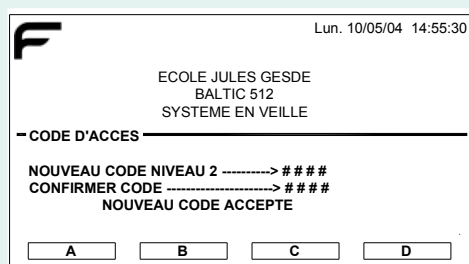 F
Lun. 10/05/04 14:55:30
ECOLE JULES GESDE
BALTIC 512
SYSTEME EN VEILLE
CODE D'ACCES
NOUVEAU CODE NIVEAU 2 ----------> # # # #
CONFIRMER CODE ----------------------> # # # #
NOUVEAU CODE ACCEPTE
A B C D